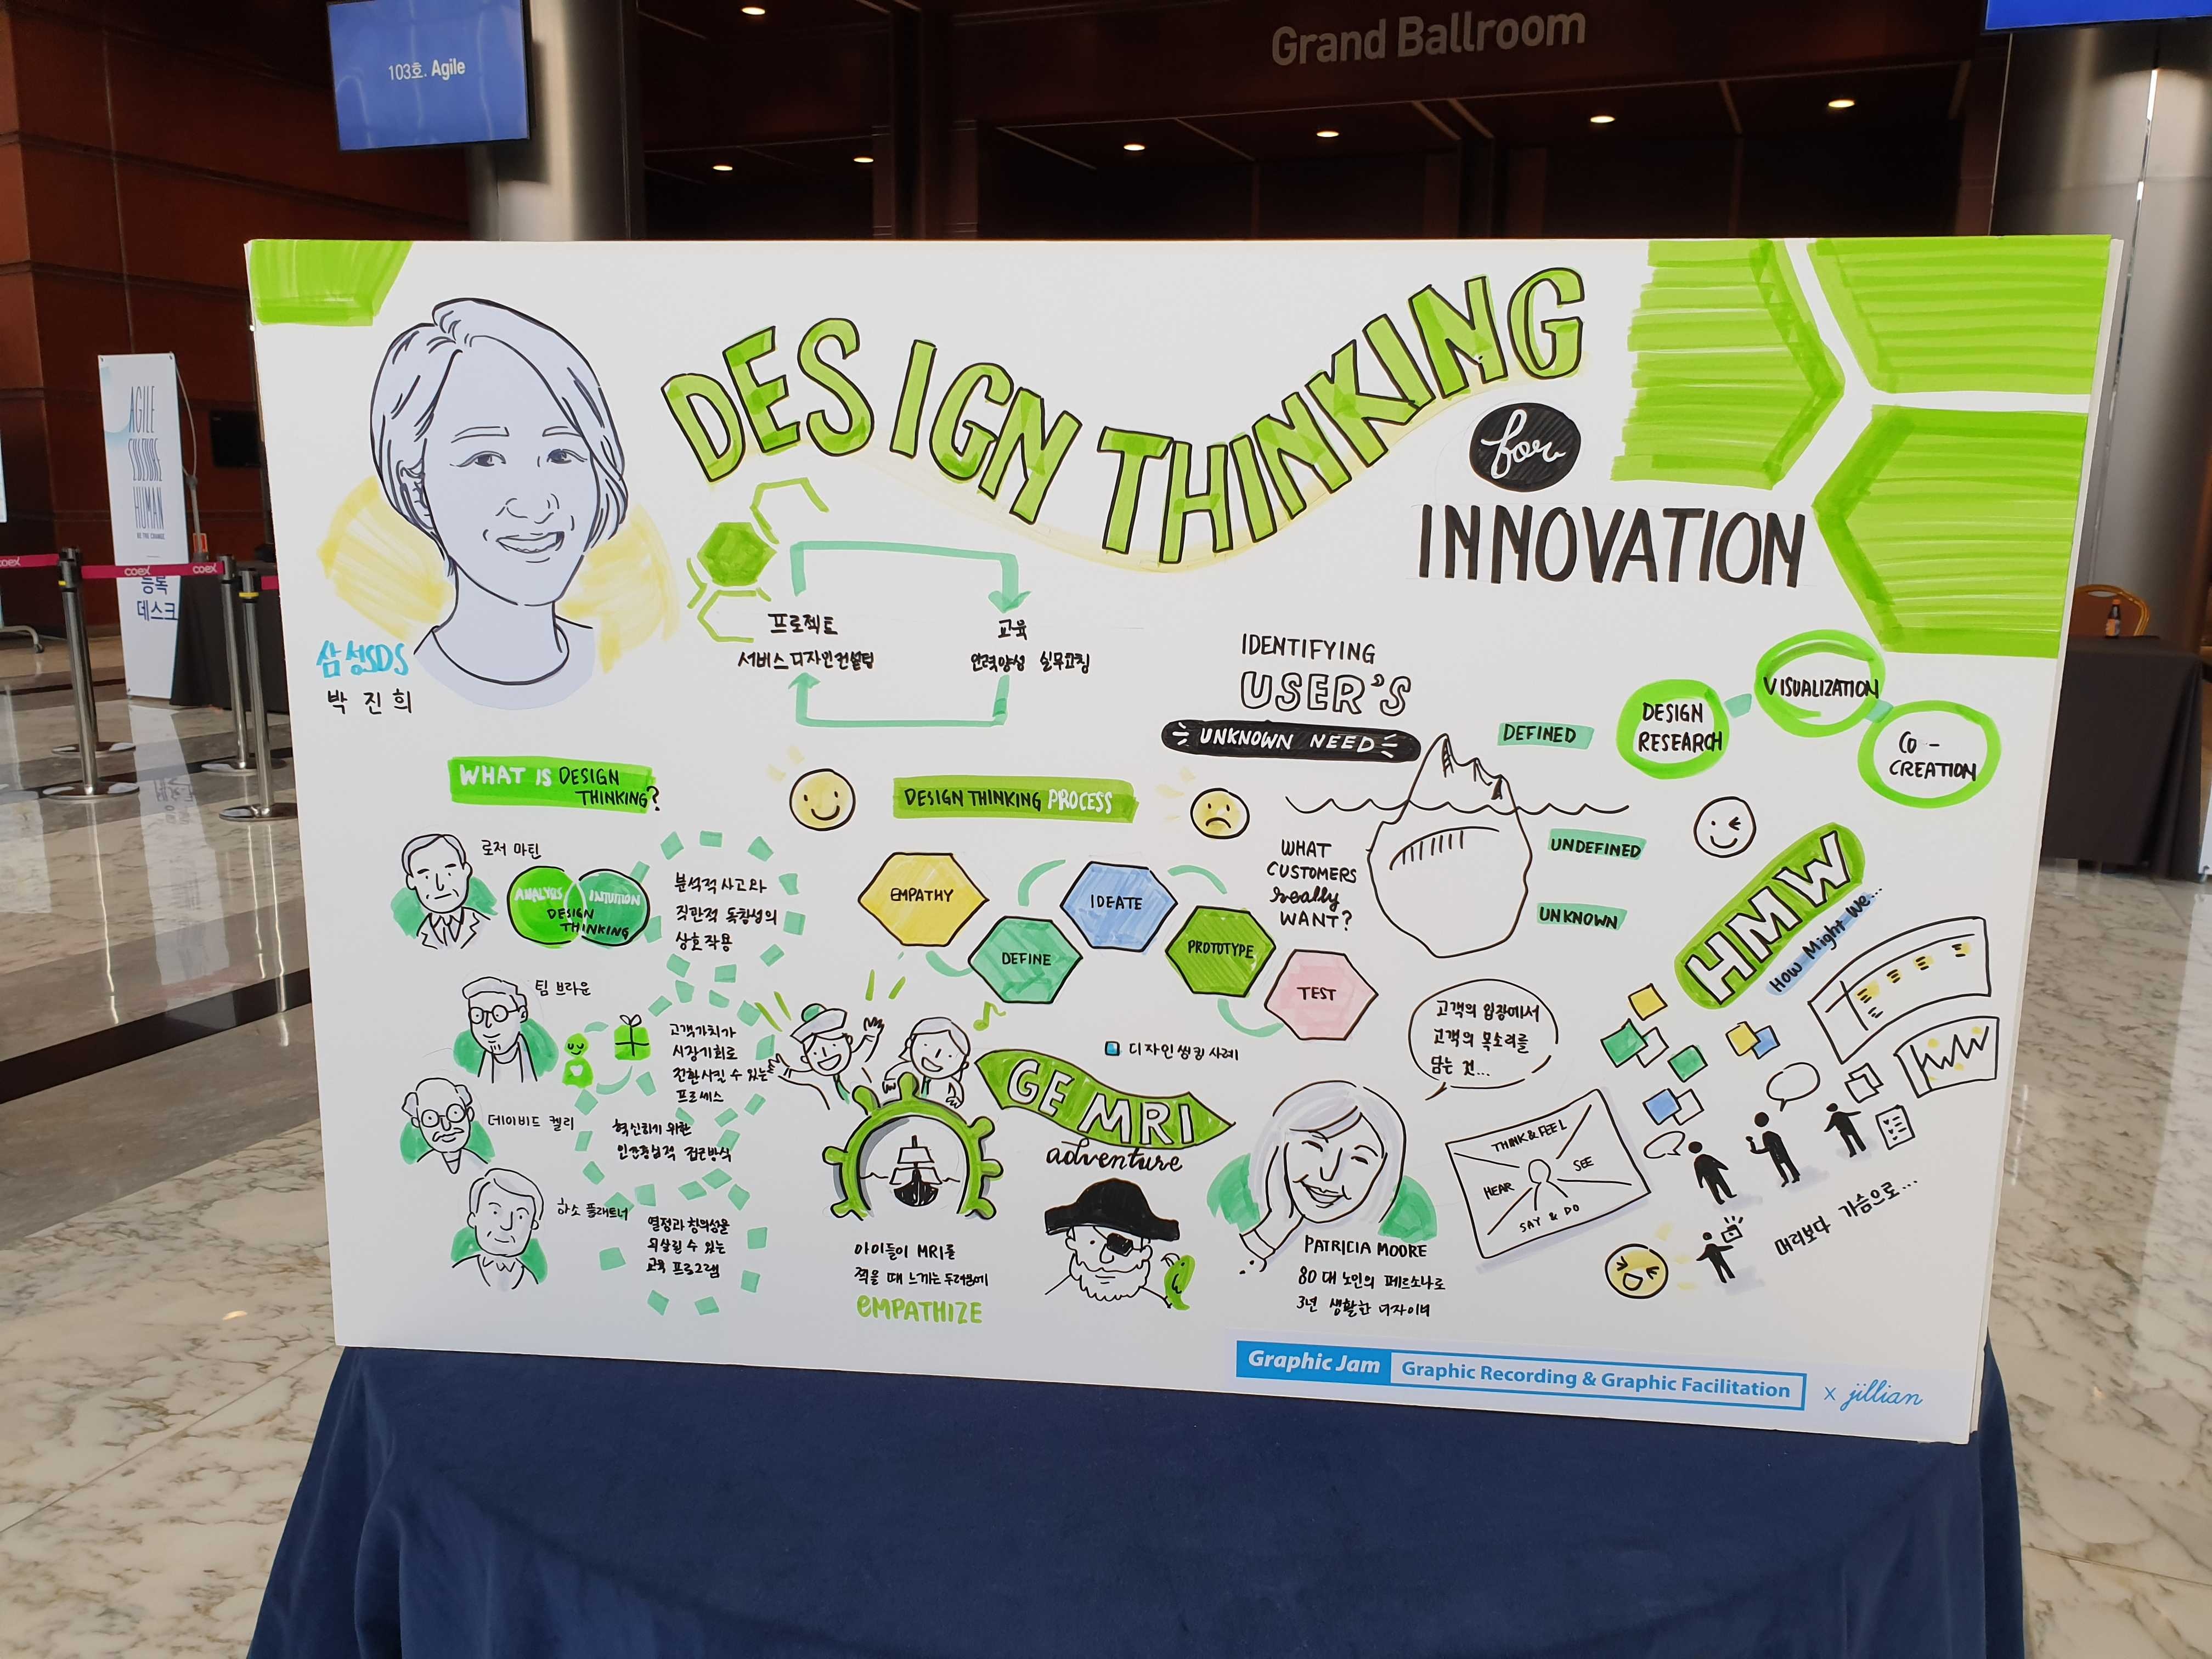 103호. Agile
Grand Ballroom
AGILE
CULTURE
HUMAN
BE THE CHANGE
coex
coex
coex
등록
데스크
DESIGN THINKING
for
INNOVATION
삼성SDS
박진희
프로젝트
서비스 디자인 컨설팅
교육
인력양성 실무코칭
IDENTIFYING
USER'S
UNKNOWN NEED
DEFINED
UNDEFINED
UNKNOWN
WHAT
CUSTOMERS
really
WANT?
DESIGN
RESEARCH
VISUALIZATION
CO-
CREATION
WHAT IS DESIGN
THINKING?
로저 마틴
ANALYSIS
INTUITION
DESIGN
THINKING
분석적 사고와
직관적 독창성의
상호작용
팀 브라운
고객가치가
시장기회로
전환시킬 수 있는
프로세스
데이비드 켈리
혁신하기 위한
인간중심적 접근방식
하소 플래트너
열정과 창의성을
되살릴 수 있는
교육 프로그램
DESIGN THINKING PROCESS
EMPATHY
DEFINE
IDEATE
PROTOTYPE
TEST
디자인씽킹 사례
GE MRI
adventure
아이들이 MRI를
찍을 때 느끼는 두려움에
EMPATHIZE
고객의 입장에서
고객의 목소리를
담는 것...
PATRICIA MOORE
80대 노인의 페르소나로
3년 생활한 디자이너
HMW
How Might We...
THINK & FEEL
HEAR
SEE
SAY & DO
머리보다 가슴으로...
Graphic Jam Graphic Recording & Graphic Facilitation x jillian